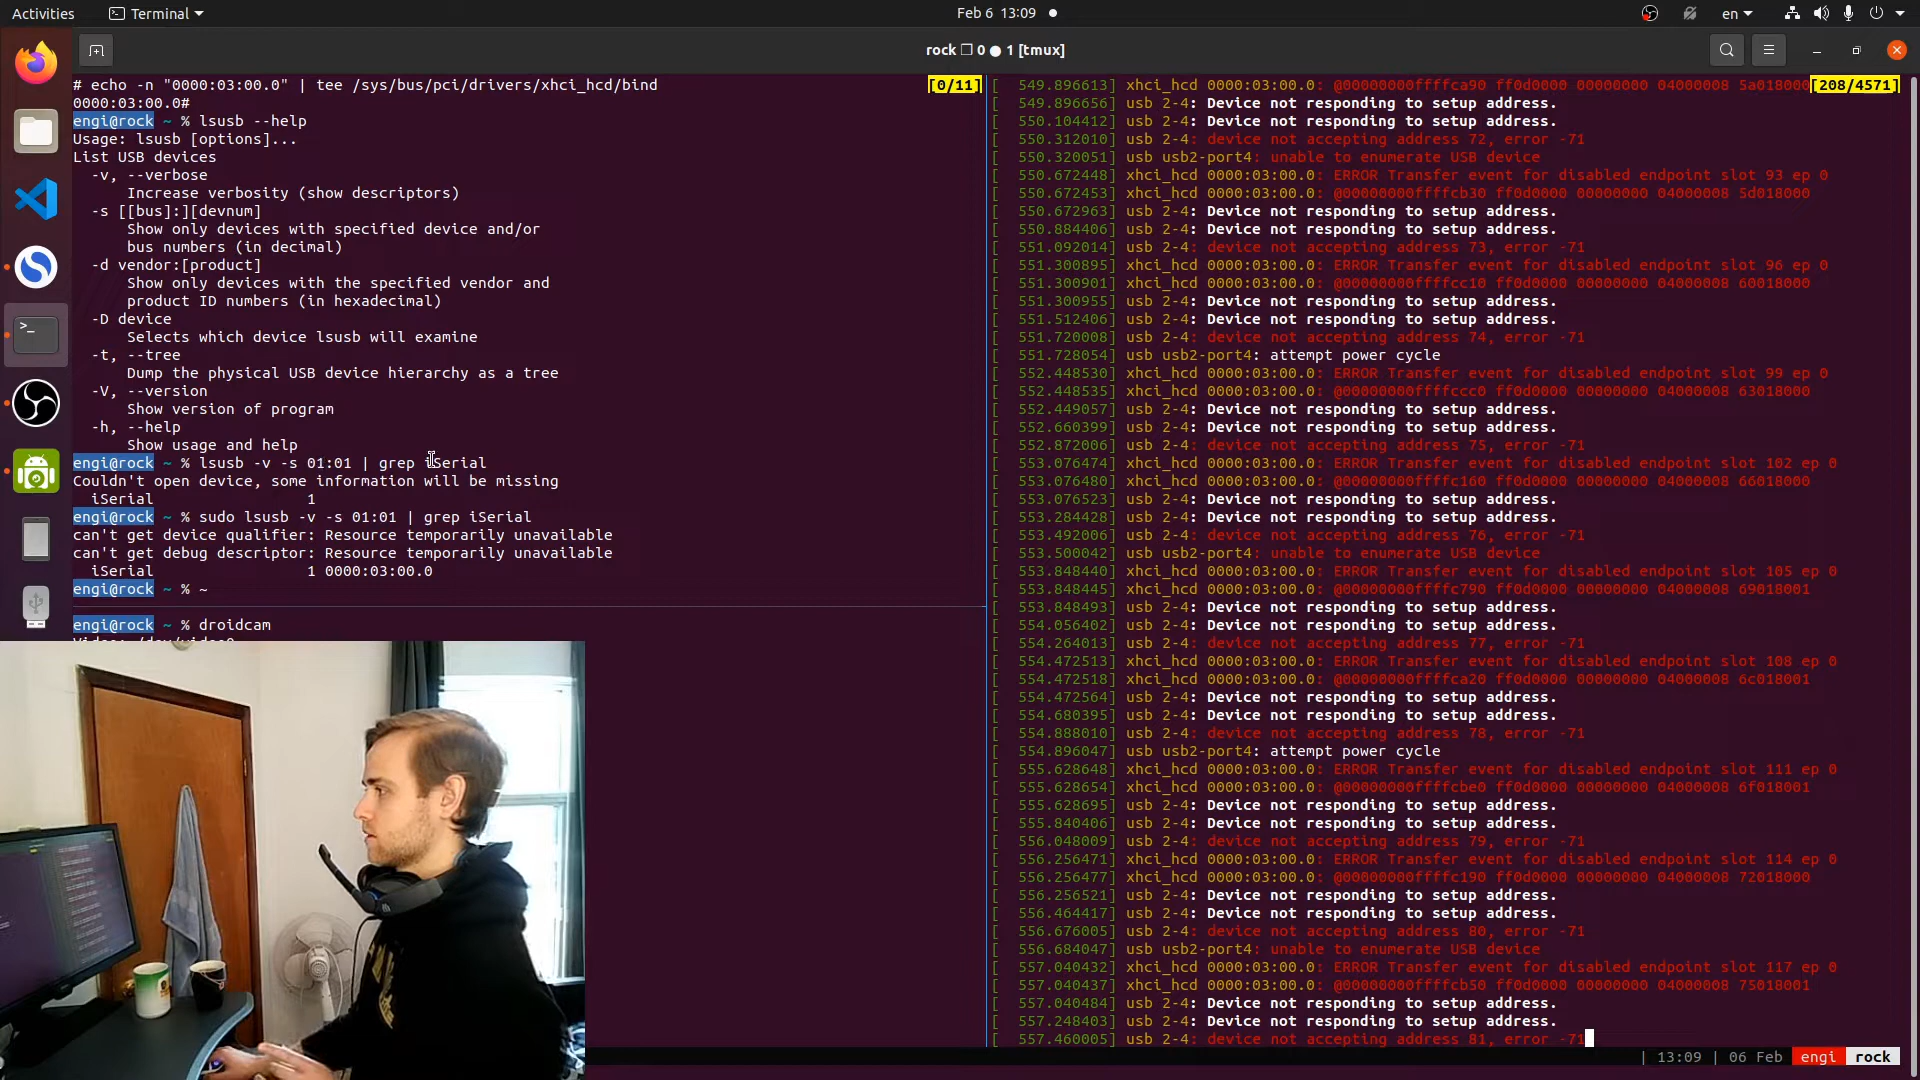 Activities
Terminal
Feb 6 13:09
en
rock ❐ 0 ● 1 [tmux]
# echo -n "0000:03:00.0" | tee /sys/bus/pci/drivers/xhci_hcd/bind
[0/11]
0000:03:00.0#
engi@rock ~ % lsusb --help
Usage: lsusb [options]...
List USB devices
-v, --verbose
Increase verbosity (show descriptors)
-s [[bus]:][devnum]
Show only devices with specified device and/or
bus numbers (in decimal)
-d vendor:[product]
Show only devices with the specified vendor and
product ID numbers (in hexadecimal)
-D device
Selects which device lsusb will examine
-t, --tree
Dump the physical USB device hierarchy as a tree
-V, --version
Show version of program
-h, --help
Show usage and help
engi@rock ~ % lsusb -v -s 01:01 | grep iSerial
Couldn't open device, some information will be missing
iSerial 1
engi@rock ~ % sudo lsusb -v -s 01:01 | grep iSerial
can't get device qualifier: Resource temporarily unavailable
can't get debug descriptor: Resource temporarily unavailable
iSerial 1 0000:03:00.0
engi@rock ~ % ~
engi@rock ~ % droidcam
[ 549.896613] xhci_hcd 0000:03:00.0: @00000000ffffca90 ff0d0000 00000000 04000008 5a018000
[208/4571]
[ 549.896656] usb 2-4: Device not responding to setup address.
[ 550.104412] usb 2-4: Device not responding to setup address.
[ 550.312010] usb 2-4: device not accepting address 72, error -71
[ 550.320051] usb usb2-port4: unable to enumerate USB device
[ 550.672448] xhci_hcd 0000:03:00.0: ERROR Transfer event for disabled endpoint slot 93 ep 0
[ 550.672453] xhci_hcd 0000:03:00.0: @00000000ffffcb30 ff0d0000 00000000 04000008 5d018000
[ 550.672963] usb 2-4: Device not responding to setup address.
[ 550.884406] usb 2-4: Device not responding to setup address.
[ 551.092014] usb 2-4: device not accepting address 73, error -71
[ 551.300895] xhci_hcd 0000:03:00.0: ERROR Transfer event for disabled endpoint slot 96 ep 0
[ 551.300901] xhci_hcd 0000:03:00.0: @00000000ffffcc10 ff0d0000 00000000 04000008 60018000
[ 551.300955] usb 2-4: Device not responding to setup address.
[ 551.512406] usb 2-4: Device not responding to setup address.
[ 551.720008] usb 2-4: device not accepting address 74, error -71
[ 551.728054] usb usb2-port4: attempt power cycle
[ 552.448530] xhci_hcd 0000:03:00.0: ERROR Transfer event for disabled endpoint slot 99 ep 0
[ 552.448535] xhci_hcd 0000:03:00.0: @00000000ffffccc0 ff0d0000 00000000 04000008 63018000
[ 552.449057] usb 2-4: Device not responding to setup address.
[ 552.660399] usb 2-4: Device not responding to setup address.
[ 552.872006] usb 2-4: device not accepting address 75, error -71
[ 553.076474] xhci_hcd 0000:03:00.0: ERROR Transfer event for disabled endpoint slot 102 ep 0
[ 553.076480] xhci_hcd 0000:03:00.0: @00000000ffffc160 ff0d0000 00000000 04000008 66018000
[ 553.076523] usb 2-4: Device not responding to setup address.
[ 553.284428] usb 2-4: Device not responding to setup address.
[ 553.492006] usb 2-4: device not accepting address 76, error -71
[ 553.500042] usb usb2-port4: unable to enumerate USB device
[ 553.848440] xhci_hcd 0000:03:00.0: ERROR Transfer event for disabled endpoint slot 105 ep 0
[ 553.848445] xhci_hcd 0000:03:00.0: @00000000ffffc790 ff0d0000 00000000 04000008 69018001
[ 553.848493] usb 2-4: Device not responding to setup address.
[ 554.056402] usb 2-4: Device not responding to setup address.
[ 554.264013] usb 2-4: device not accepting address 77, error -71
[ 554.472513] xhci_hcd 0000:03:00.0: ERROR Transfer event for disabled endpoint slot 108 ep 0
[ 554.472518] xhci_hcd 0000:03:00.0: @00000000ffffca20 ff0d0000 00000000 04000008 6c018001
[ 554.472564] usb 2-4: Device not responding to setup address.
[ 554.680395] usb 2-4: Device not responding to setup address.
[ 554.888010] usb 2-4: device not accepting address 78, error -71
[ 554.896047] usb usb2-port4: attempt power cycle
[ 555.628648] xhci_hcd 0000:03:00.0: ERROR Transfer event for disabled endpoint slot 111 ep 0
[ 555.628654] xhci_hcd 0000:03:00.0: @00000000ffffcbe0 ff0d0000 00000000 04000008 6f018001
[ 555.628695] usb 2-4: Device not responding to setup address.
[ 555.840406] usb 2-4: Device not responding to setup address.
[ 556.048009] usb 2-4: device not accepting address 79, error -71
[ 556.256471] xhci_hcd 0000:03:00.0: ERROR Transfer event for disabled endpoint slot 114 ep 0
[ 556.256477] xhci_hcd 0000:03:00.0: @00000000ffffc190 ff0d0000 00000000 04000008 72018000
[ 556.256521] usb 2-4: Device not responding to setup address.
[ 556.464417] usb 2-4: Device not responding to setup address.
[ 556.676005] usb 2-4: device not accepting address 80, error -71
[ 556.684047] usb usb2-port4: unable to enumerate USB device
[ 557.040432] xhci_hcd 0000:03:00.0: ERROR Transfer event for disabled endpoint slot 117 ep 0
[ 557.040437] xhci_hcd 0000:03:00.0: @00000000ffffcb50 ff0d0000 00000000 04000008 75018001
[ 557.040484] usb 2-4: Device not responding to setup address.
[ 557.248403] usb 2-4: Device not responding to setup address.
[ 557.460005] usb 2-4: device not accepting address 81, error -71
| 13:09 | 06 Feb engi rock